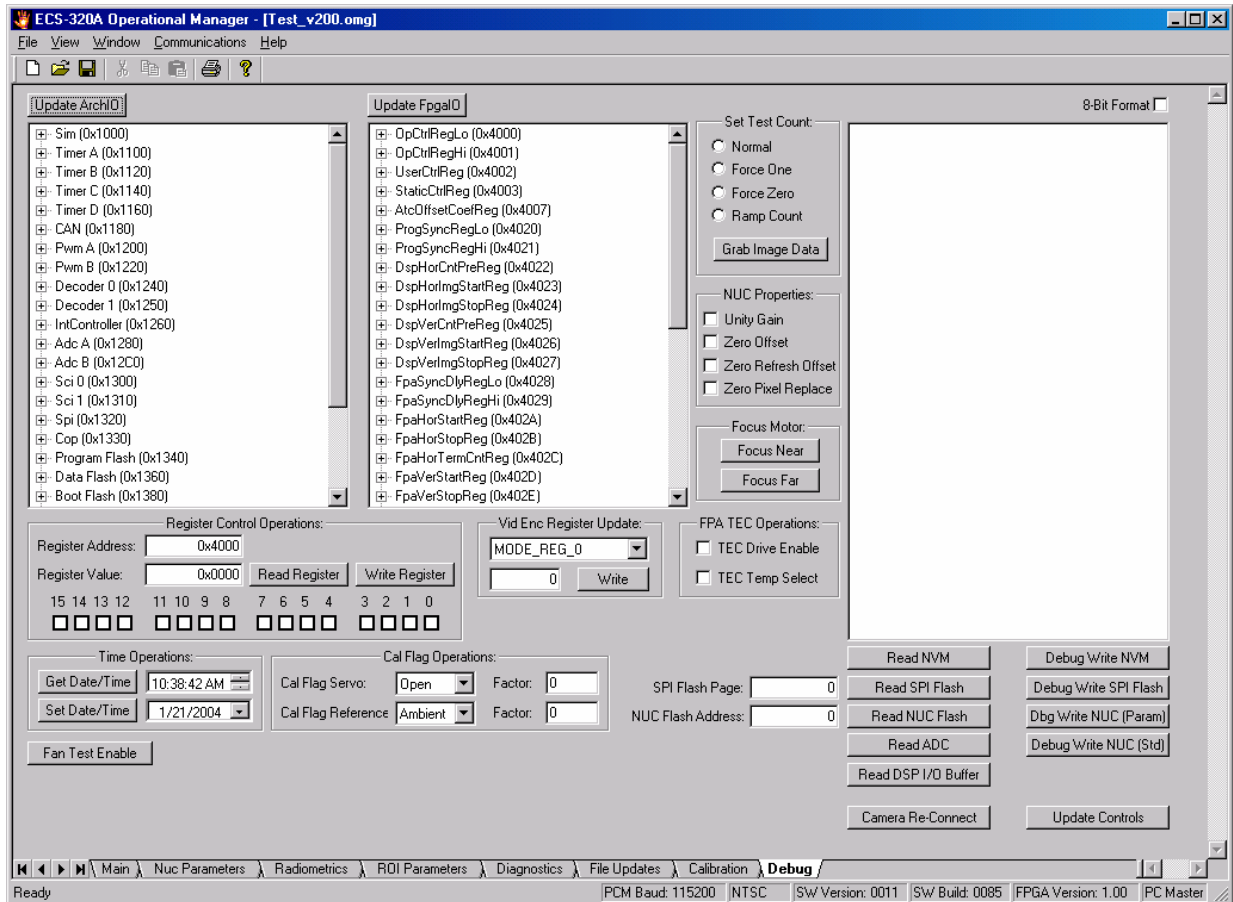 ECS-320A Operational Manager - [Test_v200.omg]
File View Window Communications Help
Update ArchIO
Update FpgaIO
8-Bit Format
Sim (0x1000)
Timer A (0x1100)
Timer B (0x1120)
Timer C (0x1140)
Timer D (0x1160)
CAN (0x1180)
Pwm A (0x1200)
Pwm B (0x1220)
Decoder 0 (0x1240)
Decoder 1 (0x1250)
IntController (0x1260)
Adc A (0x1280)
Adc B (0x12C0)
Sci 0 (0x1300)
Sci 1 (0x1310)
Spi (0x1320)
Cop (0x1330)
Program Flash (0x1340)
Data Flash (0x1360)
Boot Flash (0x1380)
OpCtrlRegLo (0x4000)
OpCtrlRegHi (0x4001)
UserCtrlReg (0x4002)
StaticCtrlReg (0x4003)
AtcOffsetCoefReg (0x4007)
ProgSyncRegLo (0x4020)
ProgSyncRegHi (0x4021)
DspHorCntPreReg (0x4022)
DspHorImgStartReg (0x4023)
DspHorImgStopReg (0x4024)
DspVerCntPreReg (0x4025)
DspVerImgStartReg (0x4026)
DspVerImgStopReg (0x4027)
FpaSyncDlyRegLo (0x4028)
FpaSyncDlyRegHi (0x4029)
FpaHorStartReg (0x402A)
FpaHorStopReg (0x402B)
FpaHorTermCntReg (0x402C)
FpaVerStartReg (0x402D)
FpaVerStopReg (0x402E)
Set Test Count:
Normal
Force One
Force Zero
Ramp Count
Grab Image Data
NUC Properties:
Unity Gain
Zero Offset
Zero Refresh Offset
Zero Pixel Replace
Focus Motor:
Focus Near
Focus Far
Register Control Operations:
Register Address: 0x4000
Register Value: 0x0000 Read Register Write Register
15 14 13 12 11 10 9 8 7 6 5 4 3 2 1 0
Vid Enc Register Update:
MODE_REG_0
0 Write
FPA TEC Operations:
TEC Drive Enable
TEC Temp Select
Time Operations:
Get Date/Time 10:38:42 AM
Set Date/Time 1/21/2004
Cal Flag Operations:
Cal Flag Servo: Open Factor: 0
Cal Flag Reference Ambient Factor: 0
SPI Flash Page: 0
NUC Flash Address: 0
Read NVM Debug Write NVM
Read SPI Flash Debug Write SPI Flash
Read NUC Flash Dbg Write NUC (Param)
Read ADC Debug Write NUC (Std)
Read DSP I/O Buffer
Camera Re-Connect Update Controls
Fan Test Enable
Main Nuc Parameters Radiometrics ROI Parameters Diagnostics File Updates Calibration Debug
Ready PCM Baud: 115200 NTSC SW Version: 0011 SW Build: 0085 FPGA Version: 1.00 PC Master